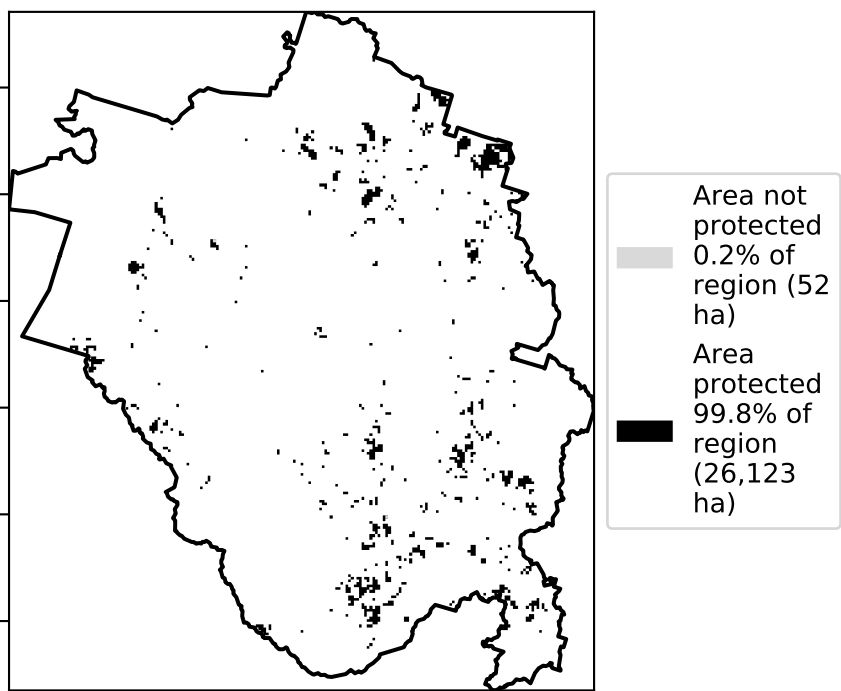 Area not
protected
0.2% of
region (52
ha)
Area
protected
99.8% of
region
(26,123
ha)